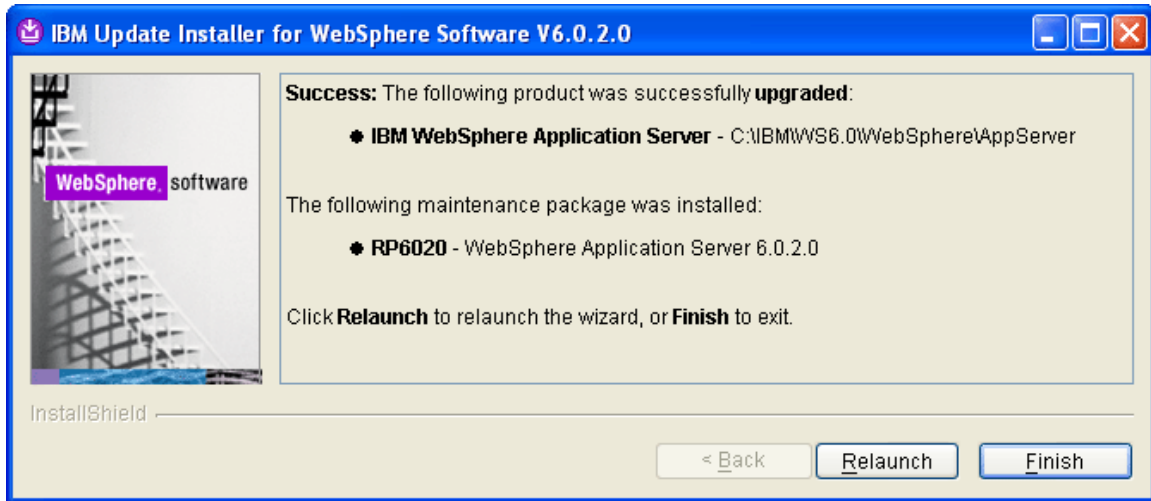 IBM Update Installer for WebSphere Software V6.0.2.0
Success: The following product was successfully upgraded:
● IBM WebSphere Application Server - C:\IBM\WS6.0\WebSphere\AppServer
The following maintenance package was installed:
● RP6020 - WebSphere Application Server 6.0.2.0
Click Relaunch to relaunch the wizard, or Finish to exit.
WebSphere. software
InstallShield
< Back
Relaunch
Finish